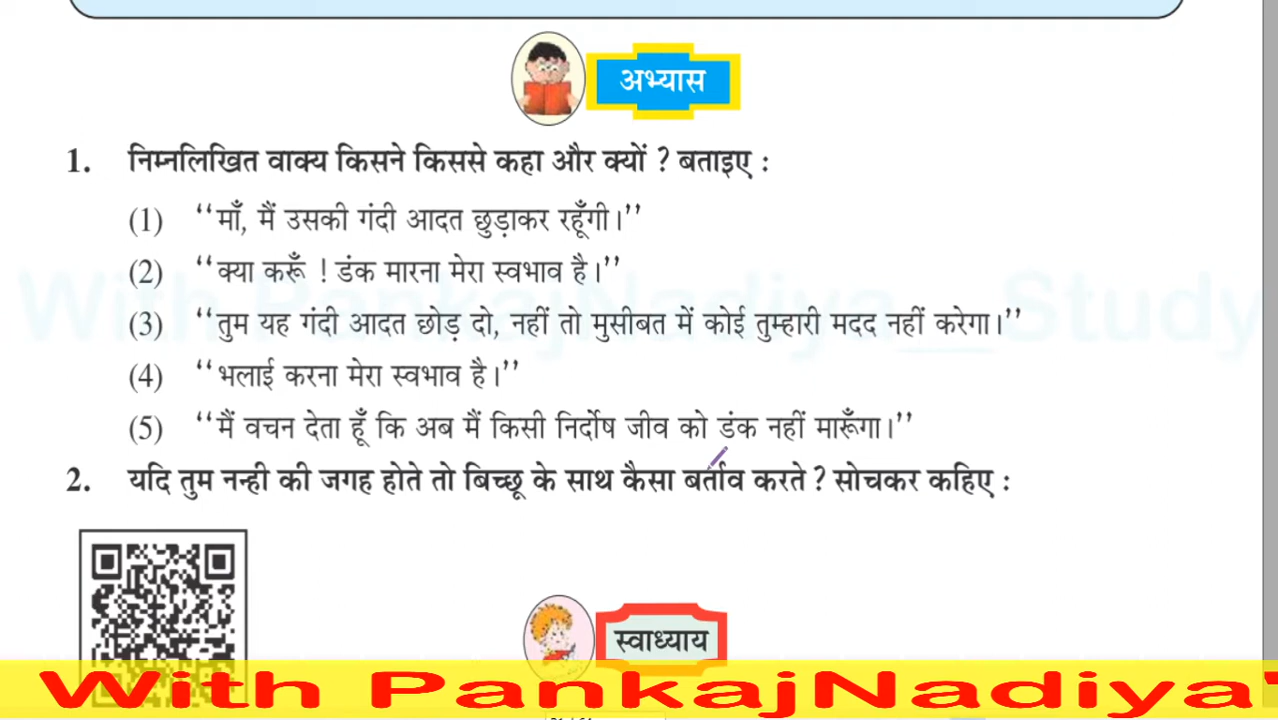 अभ्यास
1. निम्नलिखित वाक्य किसने किससे कहा और क्यों ? बताइए :
(1) ‘‘माँ, मैं उसकी गंदी आदत छुड़ाकर रहूँगी।’’
(2) ‘‘क्या करूँ ! डंक मारना मेरा स्वभाव है।’’
(3) ‘‘तुम यह गंदी आदत छोड़ दो, नहीं तो मुसीबत में कोई तुम्हारी मदद नहीं करेगा।’’
With PankajNadiya__Study
(4) ‘‘भलाई करना मेरा स्वभाव है।’’
(5) ‘‘मैं वचन देता हूँ कि अब मैं किसी निर्दोष जीव को डंक नहीं मारूँगा।’’
2. यदि तुम नन्ही की जगह होते तो बिच्छू के साथ कैसा बर्ताव करते ? सोचकर कहिए :
स्वाध्याय
With PankajNadiya